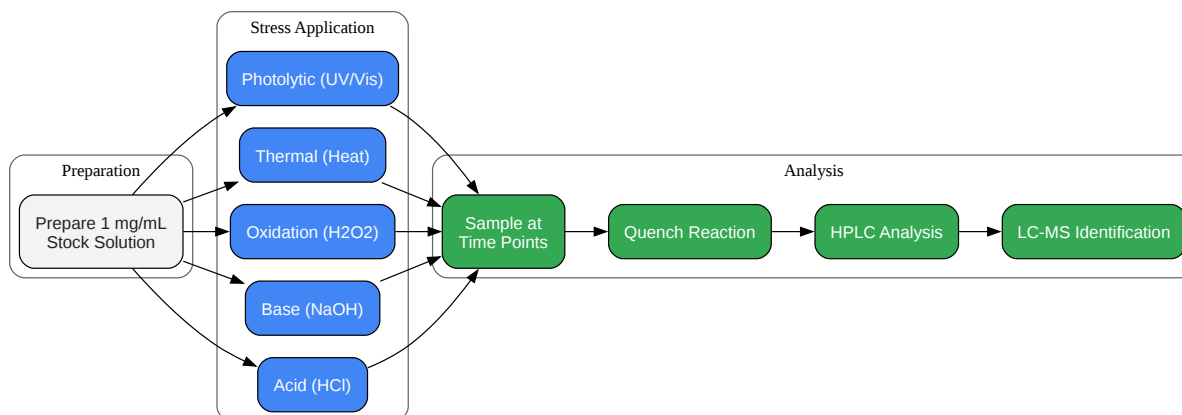 Stress Application
Photolytic (UV/Vis)
Thermal (Heat)
Oxidation (H2O2)
Base (NaOH)
Acid (HCl)
Preparation
Prepare 1 mg/mL
Stock Solution
Analysis
Sample at
Time Points
Quench Reaction
HPLC Analysis
LC-MS Identification